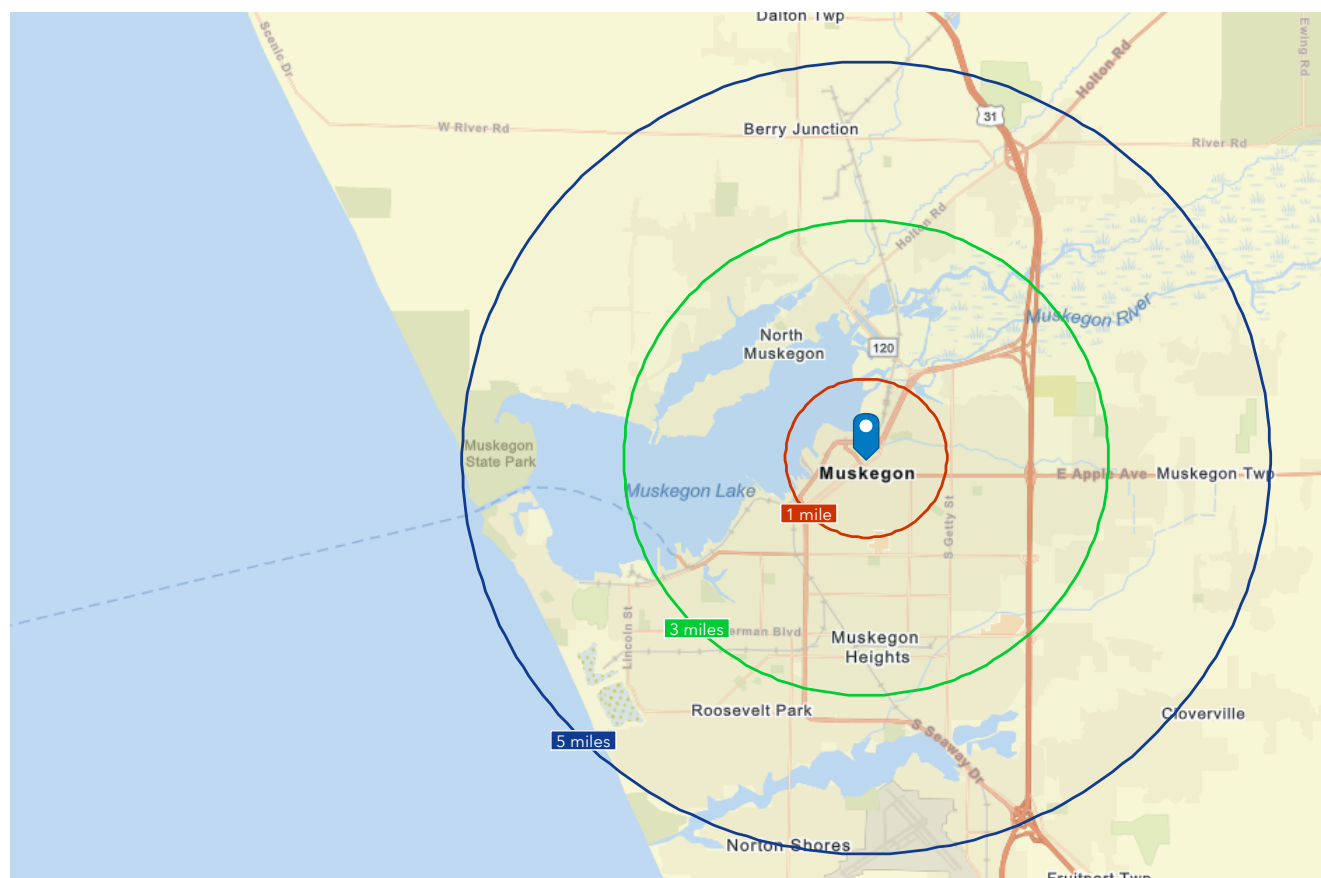 Dalton Twp
Scenic Dr
Ewing Rd
Holton Rd
31
W River Rd
Berry Junction
River Rd
Holton Rd
Muskegon River
North
Muskegon
120
Muskegon
State Park
Muskegon
E Apple Ave
Muskegon Twp
Muskegon Lake
1 mile
S Getty St
3 miles
erman Blvd
Lincoln St
Muskegon
Heights
Roosevelt Park
Cloverville
5 miles
S Seaway Dr
Norton Shores
Fruitport Twp